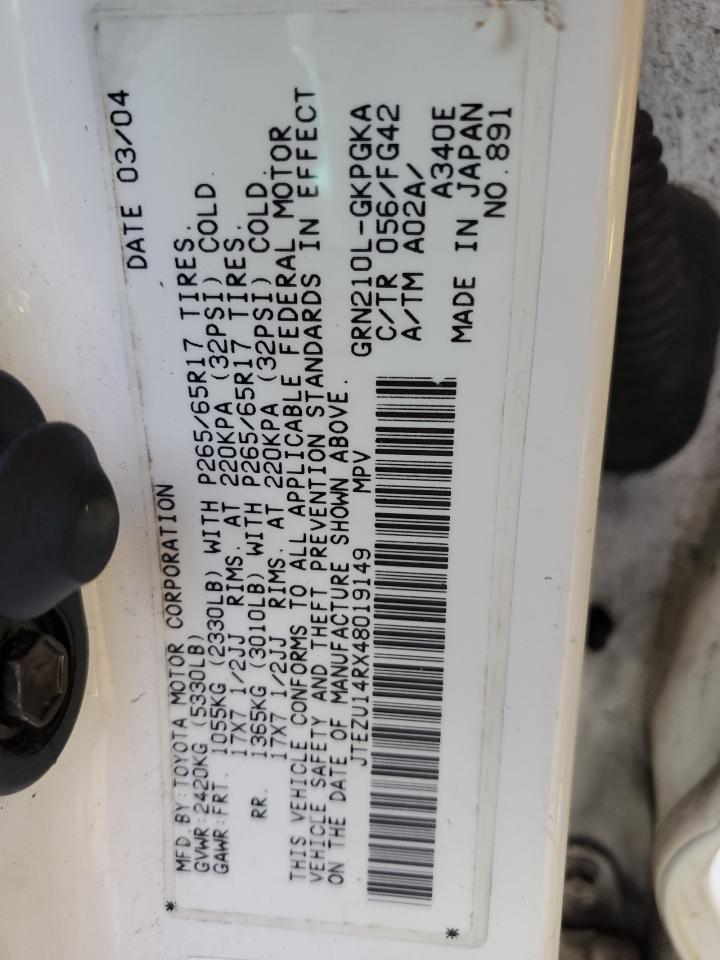 DATE 03/04
MFD.BY:TOYOTA MOTOR CORPORATION
GVWR:2420KG (5330LB)
GAWR:FRT. 1055KG (2330LB) WITH P265/65R17 TIRES.
17X7 1/2JJ RIMS. AT 220KPA (32PSI) COLD.
RR. 1365KG (3010LB) WITH P265/65R17 TIRES.
17X7 1/2JJ RIMS. AT 220KPA (32PSI) COLD.
THIS VEHICLE CONFORMS TO ALL APPLICABLE FEDERAL MOTOR
VEHICLE SAFETY AND THEFT PREVENTION STANDARDS IN EFFECT
ON THE DATE OF MANUFACTURE SHOWN ABOVE.
JTEZU14RX48019149 MPV
GRN210L-GKPGKA
C/TR 056/FG42
A/TM A02A/
A340E
MADE IN JAPAN
NO.891